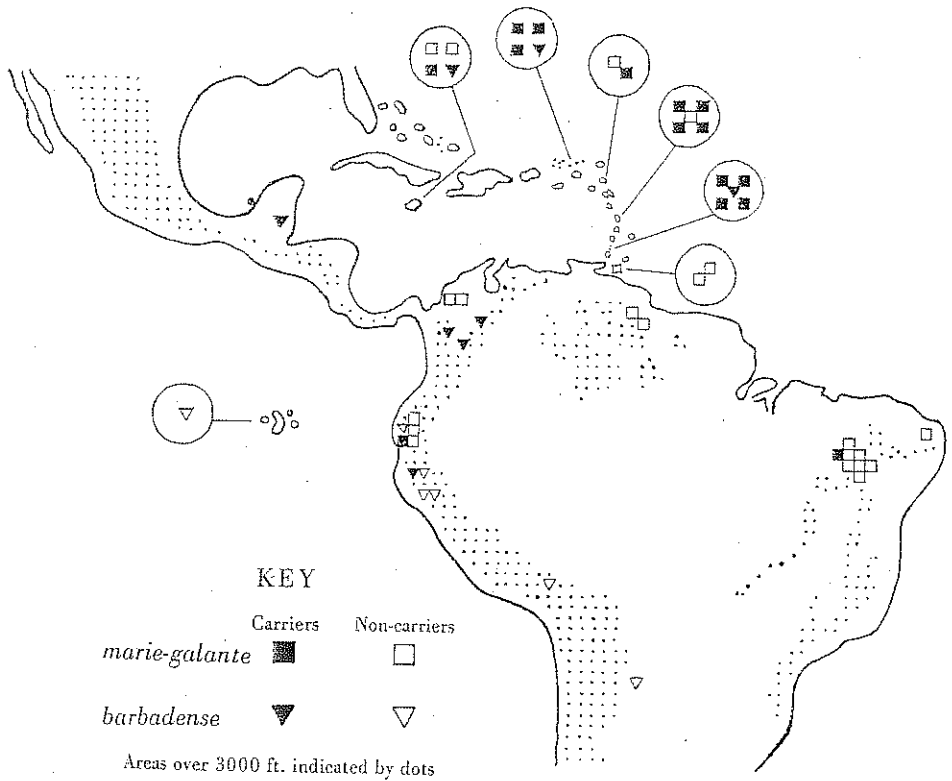 KEY
Carriers Non-carriers
marie-galante
barbadense
Areas over 3000 ft. indicated by dots